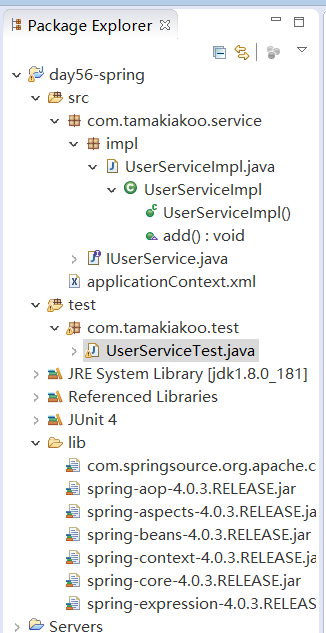 Package Explorer
day56-spring
src
com.tamakiakoo.service
impl
UserServiceImpl.java
UserServiceImpl
UserServiceImpl()
add() : void
IUserService.java
applicationContext.xml
test
com.tamakiakoo.test
UserServiceTest.java
JRE System Library [jdk1.8.0_181]
Referenced Libraries
JUnit 4
lib
com.springsource.org.apache.c
spring-aop-4.0.3.RELEASE.jar
spring-aspects-4.0.3.RELEASE.ja
spring-beans-4.0.3.RELEASE.jar
spring-context-4.0.3.RELEASE.ja
spring-core-4.0.3.RELEASE.jar
spring-expression-4.0.3.RELEAS
Servers